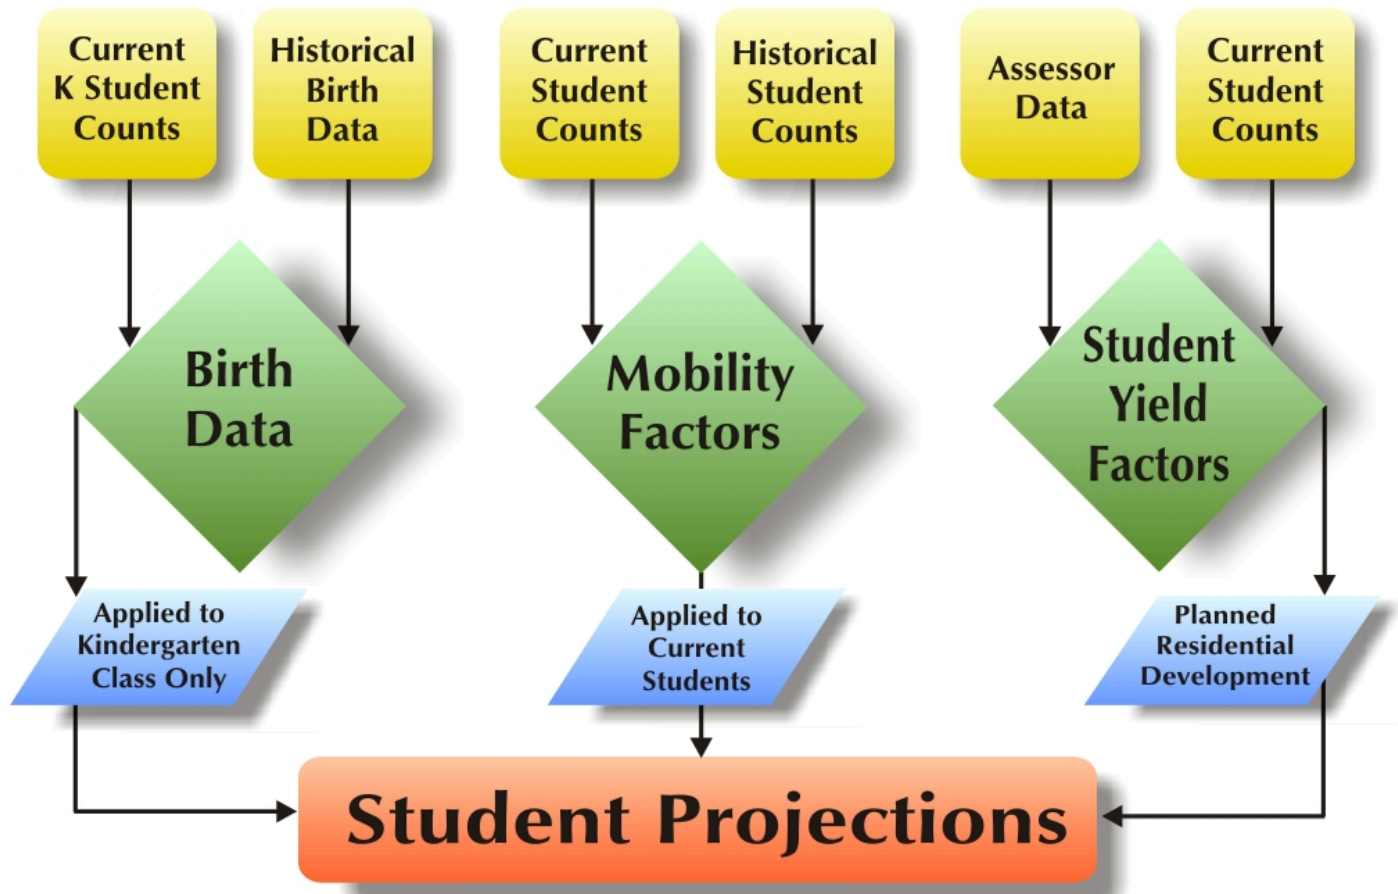 Current
K Student
Counts
Historical
Birth
Data
Current
Student
Counts
Historical
Student
Counts
Assessor
Data
Current
Student
Counts
Birth
Data
Mobility
Factors
Student
Yield
Factors
Applied to
Kindergarten
Class Only
Applied to
Current
Students
Planned
Residential
Development
Student Projections